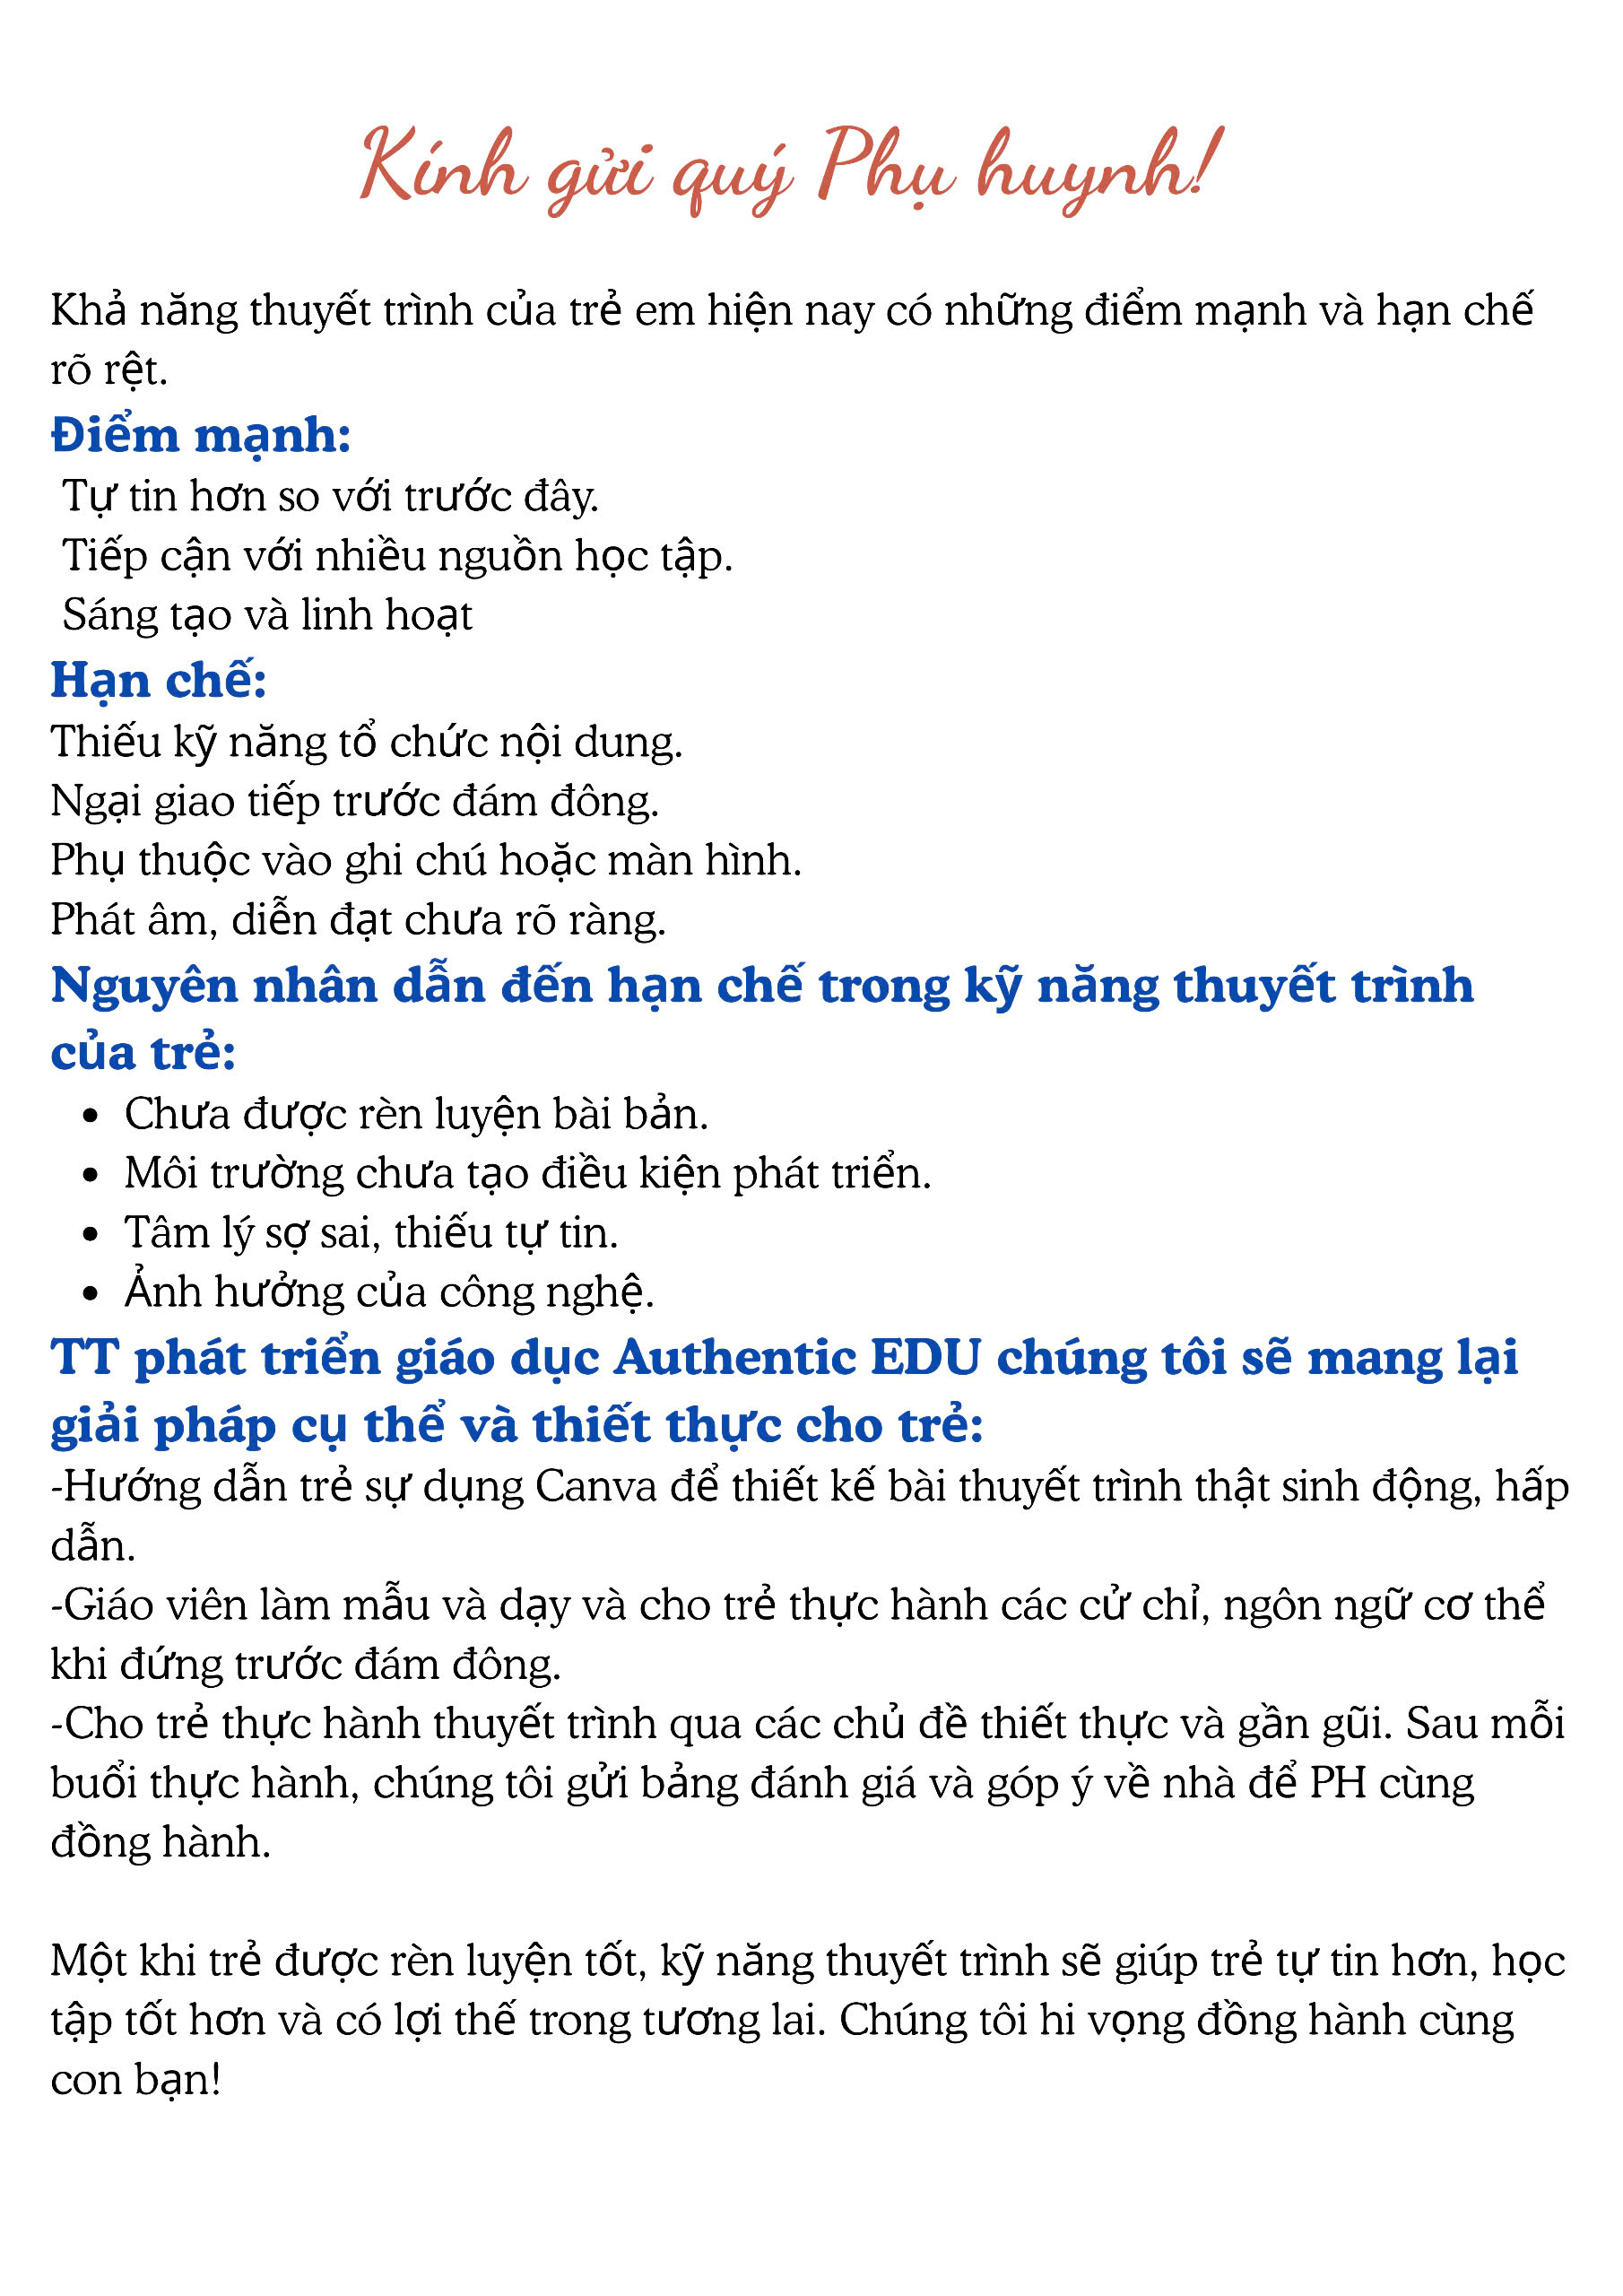 Kính gửi quý Phụ huynh!
Khả năng thuyết trình của trẻ em hiện nay có những điểm mạnh và hạn chế
rõ rệt.
Điểm mạnh:
Tự tin hơn so với trước đây.
Tiếp cận với nhiều nguồn học tập.
Sáng tạo và linh hoạt
Hạn chế:
Thiếu kỹ năng tổ chức nội dung.
Ngại giao tiếp trước đám đông.
Phụ thuộc vào ghi chú hoặc màn hình.
Phát âm, diễn đạt chưa rõ ràng.
Nguyên nhân dẫn đến hạn chế trong kỹ năng thuyết trình
của trẻ:
• Chưa được rèn luyện bài bản.
• Môi trường chưa tạo điều kiện phát triển.
• Tâm lý sợ sai, thiếu tự tin.
• Ảnh hưởng của công nghệ.
TT phát triển giáo dục Authentic EDU chúng tôi sẽ mang lại
giải pháp cụ thể và thiết thực cho trẻ:
-Hướng dẫn trẻ sự dụng Canva để thiết kế bài thuyết trình thật sinh động, hấp
dẫn.
-Giáo viên làm mẫu và dạy và cho trẻ thực hành các cử chỉ, ngôn ngữ cơ thể
khi đứng trước đám đông.
-Cho trẻ thực hành thuyết trình qua các chủ đề thiết thực và gần gũi. Sau mỗi
buổi thực hành, chúng tôi gửi bảng đánh giá và góp ý về nhà để PH cùng
đồng hành.
Một khi trẻ được rèn luyện tốt, kỹ năng thuyết trình sẽ giúp trẻ tự tin hơn, học
tập tốt hơn và có lợi thế trong tương lai. Chúng tôi hi vọng đồng hành cùng
con bạn!